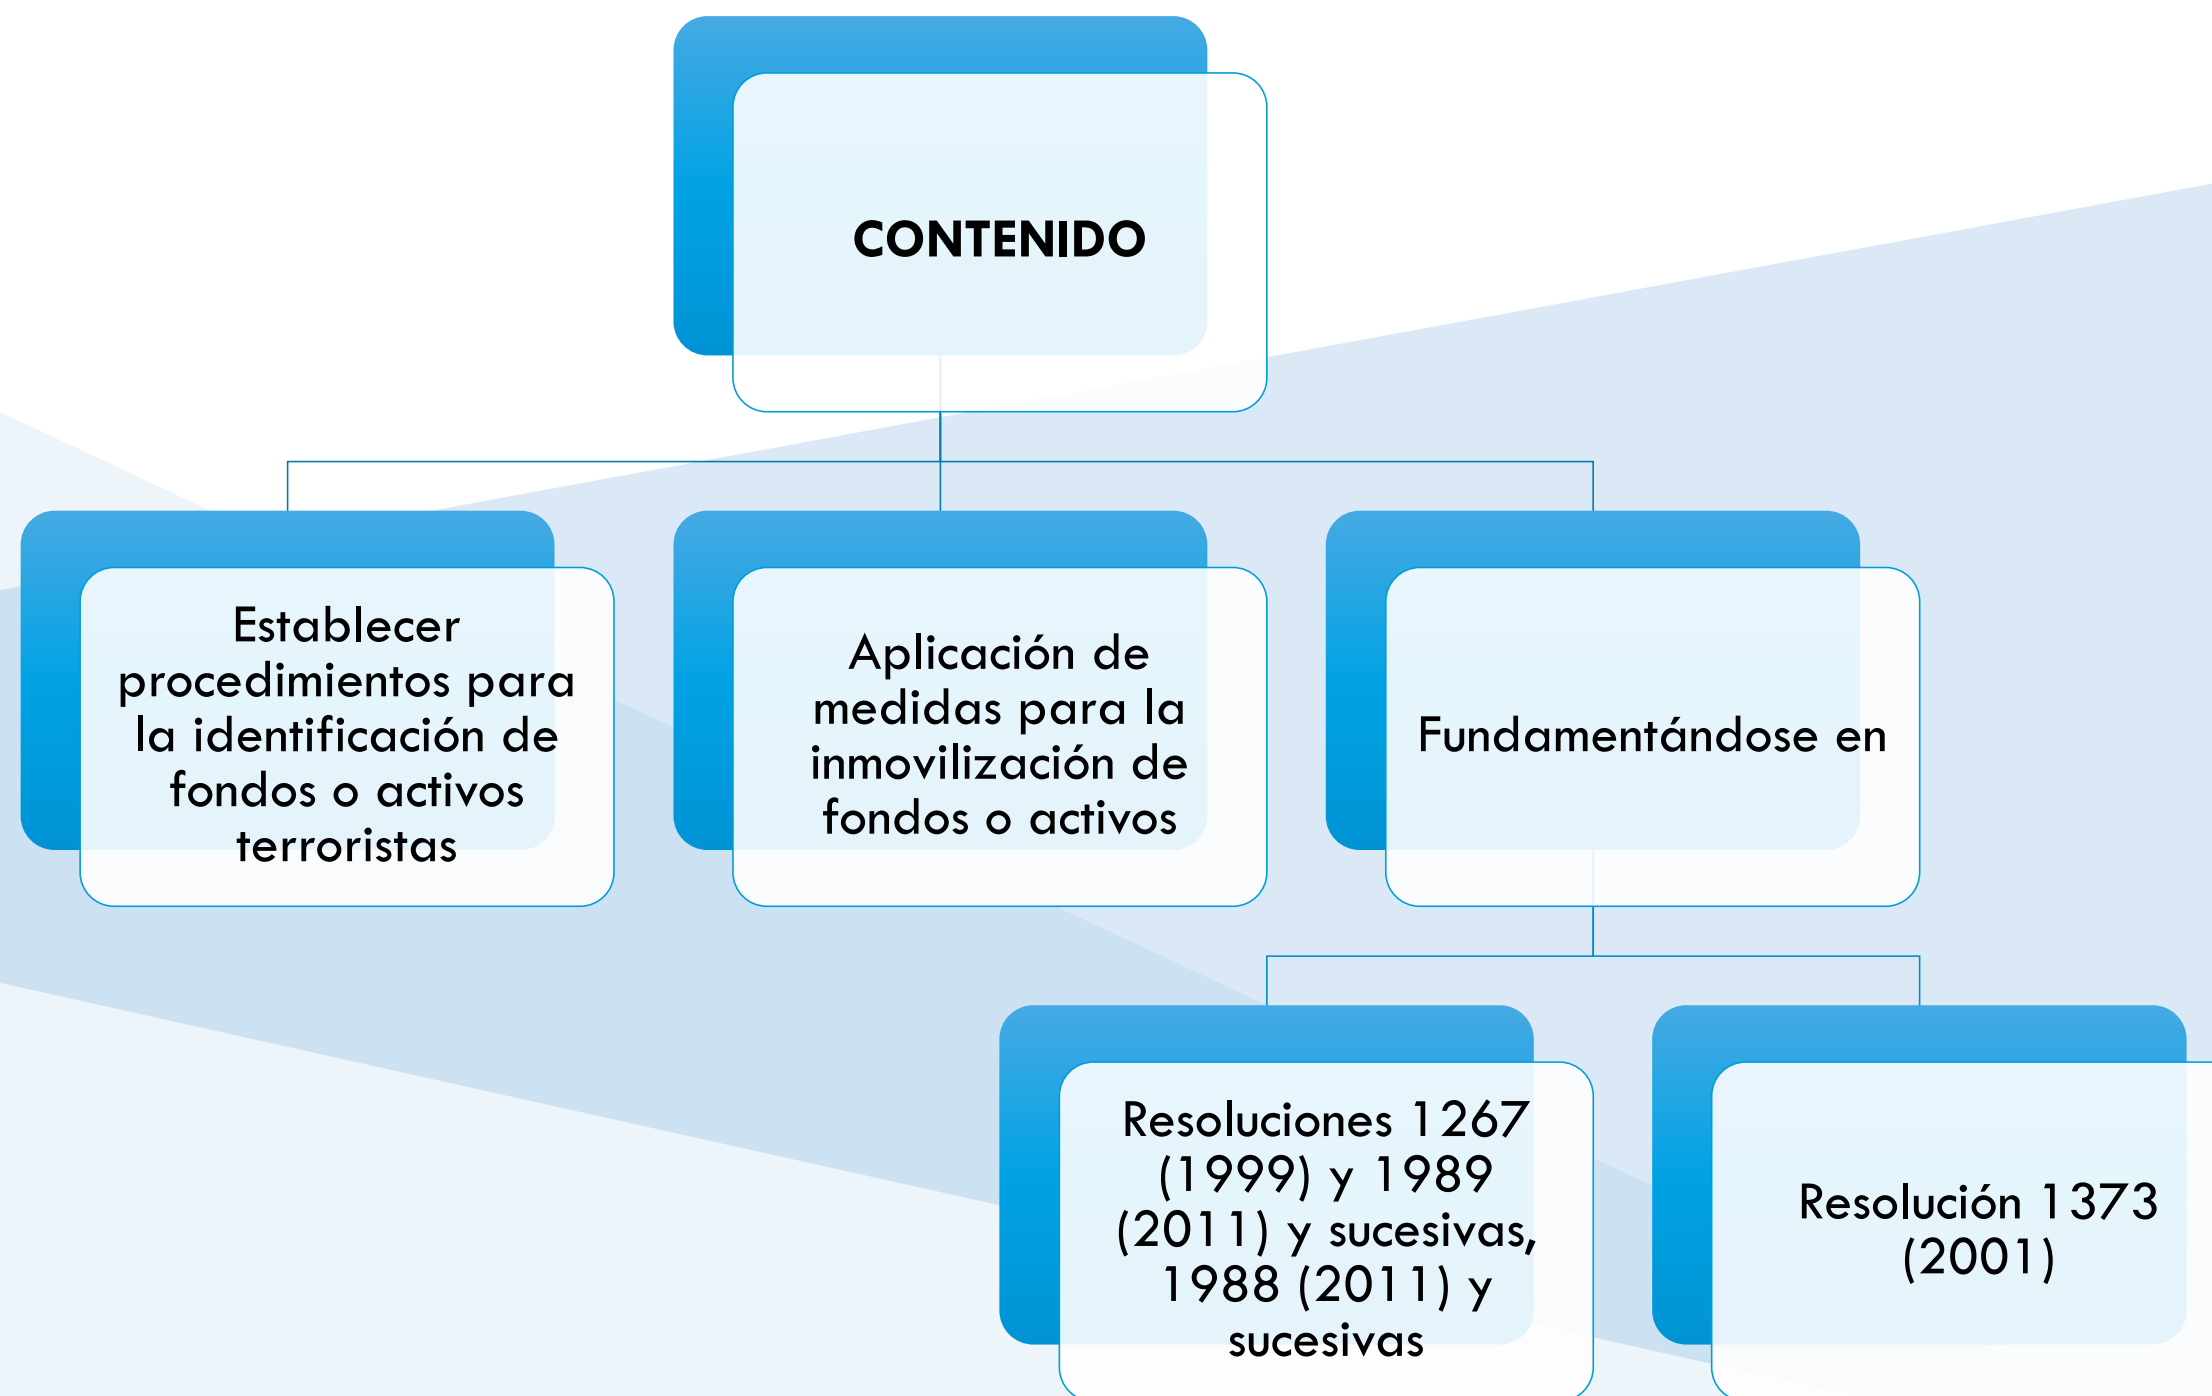 CONTENIDO
Establecer
procedimientos para
la identificación de
fondos o activos
terroristas
Aplicación de
medidas para la
inmovilización de
fondos o activos
Fundamentándose en
Resoluciones 1267
(1999) y 1989
(2011) y sucesivas,
1988 (2011) y
sucesivas
Resolución 1373
(2001)